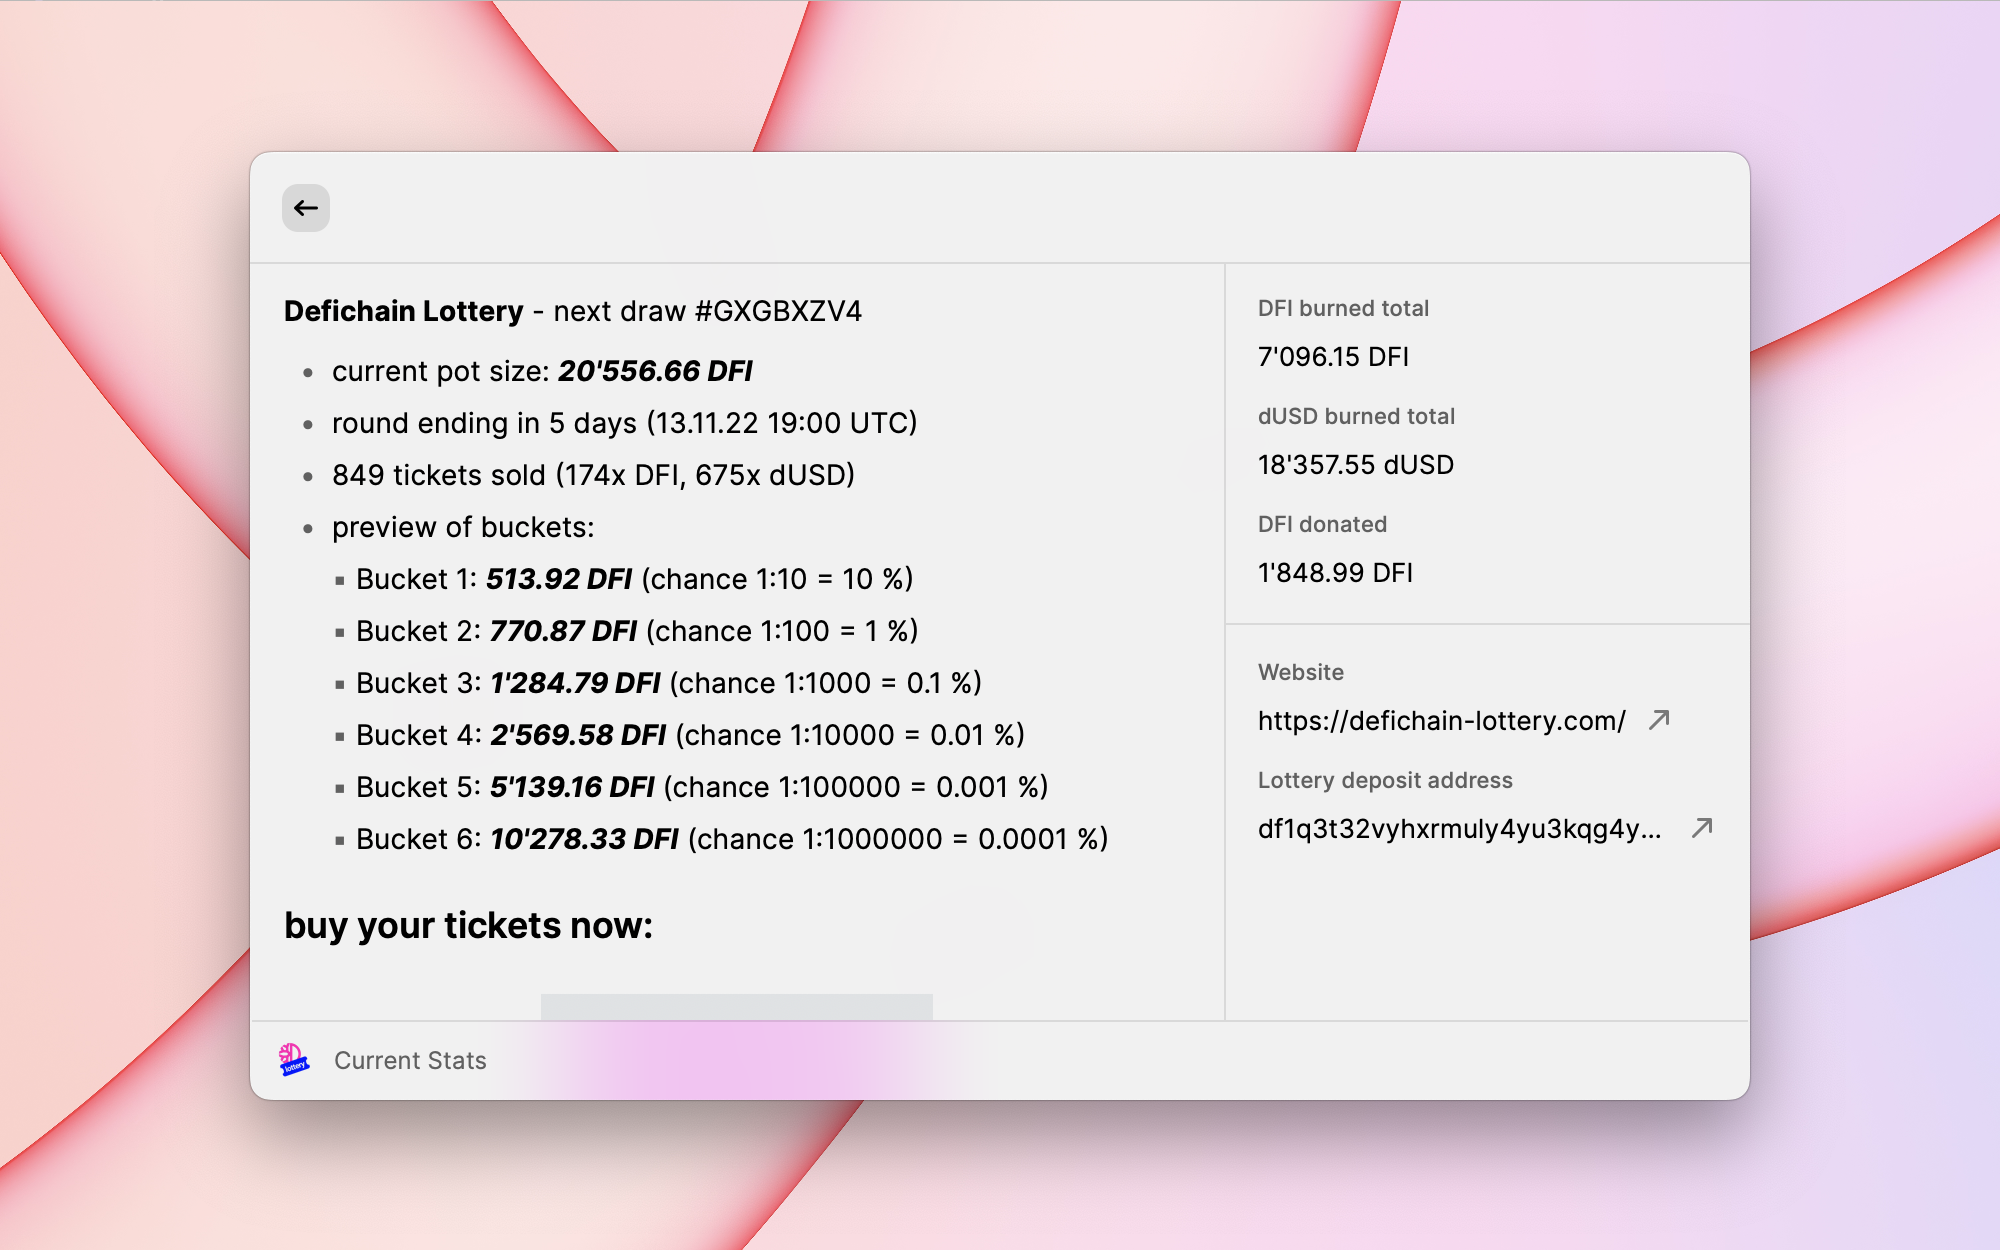 Defichain Lottery - next draw #GXGBXZV4
• current pot size: 20'556.66 DFI
• round ending in 5 days (13.11.22 19:00 UTC)
• 849 tickets sold (174x DFI, 675x dUSD)
• preview of buckets:
▪ Bucket 1: 513.92 DFI (chance 1:10 = 10 %)
▪ Bucket 2: 770.87 DFI (chance 1:100 = 1 %)
▪ Bucket 3: 1'284.79 DFI (chance 1:1000 = 0.1 %)
▪ Bucket 4: 2'569.58 DFI (chance 1:10000 = 0.01 %)
▪ Bucket 5: 5'139.16 DFI (chance 1:100000 = 0.001 %)
▪ Bucket 6: 10'278.33 DFI (chance 1:1000000 = 0.0001 %)
buy your tickets now:
DFI burned total
7'096.15 DFI
dUSD burned total
18'357.55 dUSD
DFI donated
1'848.99 DFI
Website
https://defichain-lottery.com/
Lottery deposit address
df1q3t32vyhxrmuly4yu3kqg4y...
lottery
Current Stats